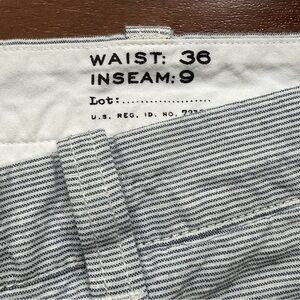 WAIST: 36
INSEAM: 9
Lot:....................
U.S. REG. ID. NO.